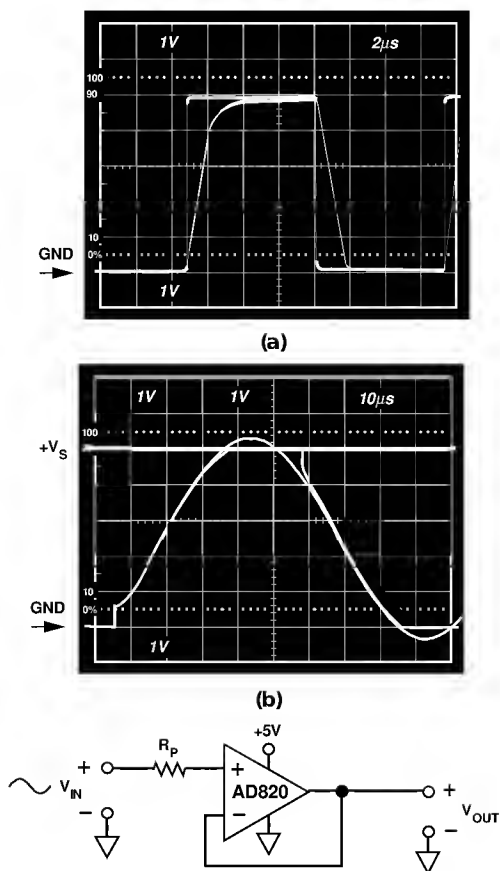 1V 2µs
100
90
10
0%
GND
1V
(a)
1V 1V 10µs
100
+VS
10
0%
GND
1V
(b)
+5V
RP
+ + +
VIN AD820 VOUT
− − −